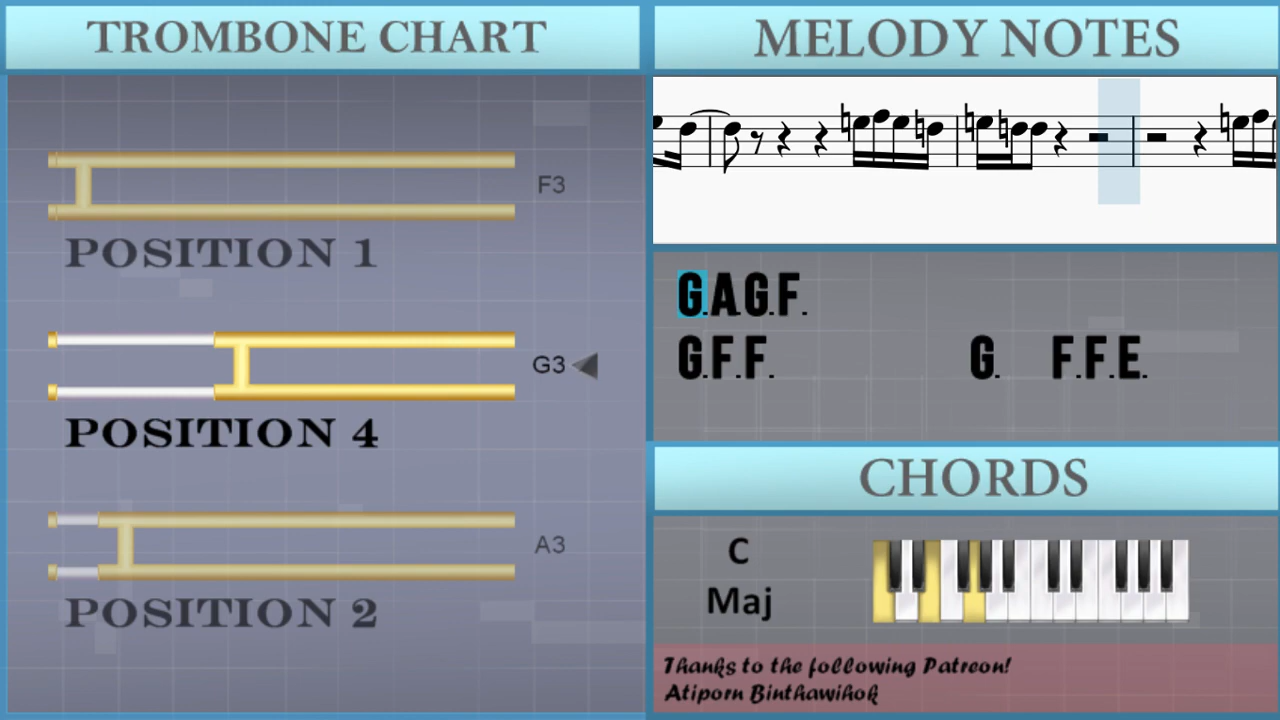 TROMBONE CHART
F3
POSITION 1
G3
POSITION 4
A3
POSITION 2
MELODY NOTES
G.A.G.F.
G.F.F. G. F.F.E.
CHORDS
C
Maj
Thanks to the following Patreon!
Atiporn Binthawihok